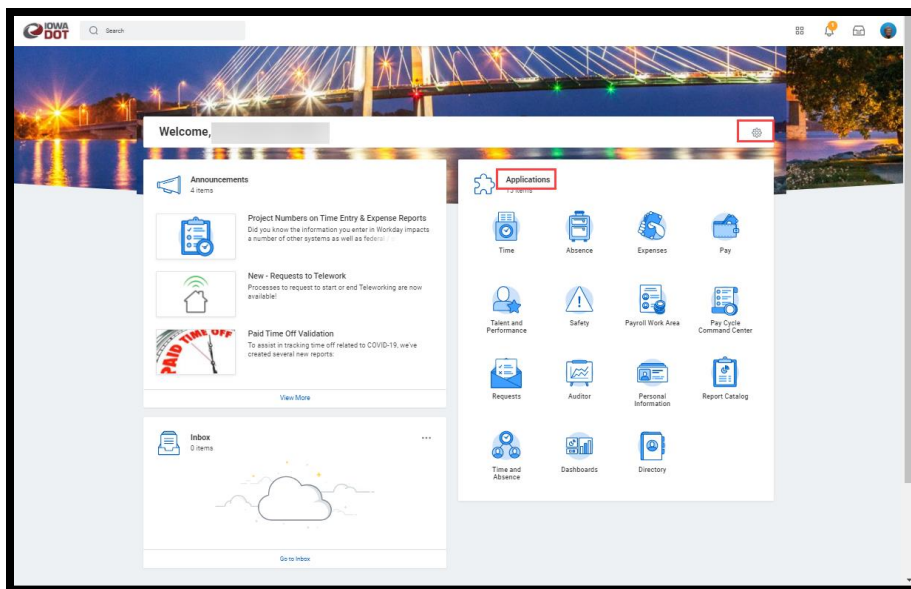 IOWA
DOT
Search
1
Welcome,
Announcements
4 items
Project Numbers on Time Entry & Expense Reports
Did you know the information you enter in Workday impacts
a number of other systems as well as federal
New - Requests to Telework
Processes to request to start or end Teleworking are now
available!
PAID TIME OFF
Paid Time Off Validation
To assist in tracking time off related to COVID-19, we've
created several new reports:
View More
Inbox
0 items
Go to Inbox
Applications
15 items
Time
Absence
Expenses
Pay
Talent and
Performance
Safety
Payroll Work Area
Pay Cycle
Command Center
Requests
Auditor
Personal
Information
Report Catalog
Time and
Absence
Dashboards
Directory